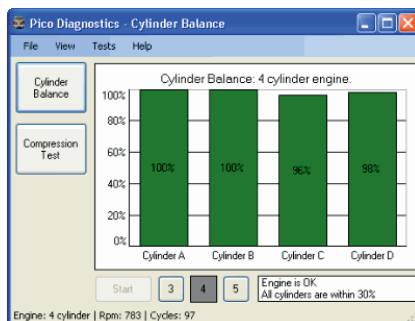 Pico Diagnostics - Cylinder Balance
File View Tests Help
Cylinder
Balance
Compression
Test
Cylinder Balance: 4 cylinder engine.
100%
80%
60%
40%
20%
0%
100% 100% 96% 98%
Cylinder A Cylinder B Cylinder C Cylinder D
Start 3 4 5
Engine is OK
All cylinders are within 30%
Engine: 4 cylinder | Rpm: 783 | Cycles: 97